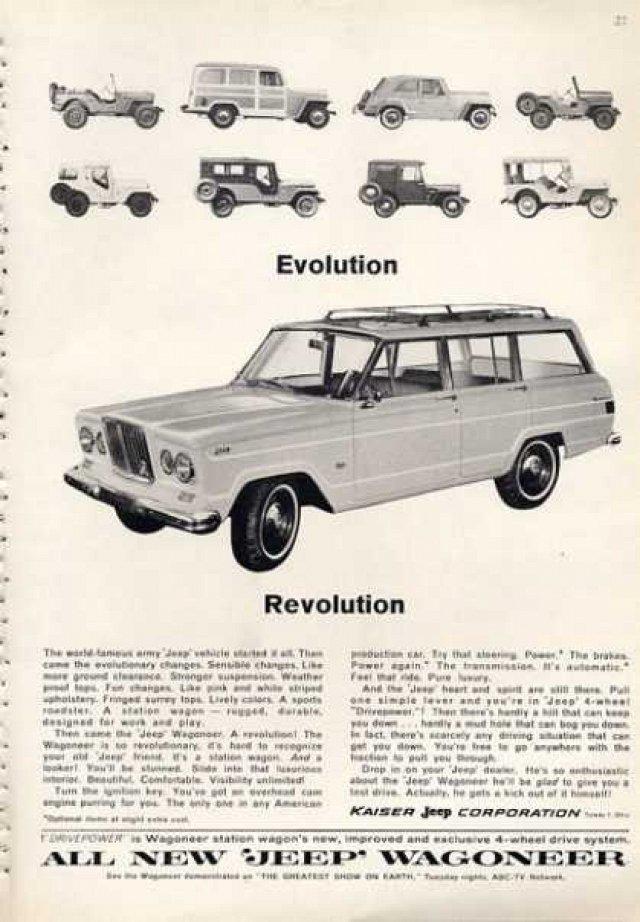 Evolution
Revolution
The world-famous army 'Jeep' vehicle started it all. Then
came the evolutionary changes. Sensible changes. Like
more ground clearance. Stronger suspension. Weather
proof tops. Fun changes. Like pink and white striped
upholstery. Fringed surrey tops. Lively colors. A sports
roadster. A station wagon — rugged, durable,
designed for work and play.
Then came the 'Jeep' Wagoneer. A revolution! The
Wagoneer is so revolutionary, it's hard to recognize
your old 'Jeep' friend. It's a station wagon. And a
looker! You'll be stunned. Slide into that luxurious
interior. Beautiful. Comfortable. Visibility unlimited!
Turn the ignition key. You've got an overhead cam
engine purring for you. The only one in any American
*Optional items at slight extra cost.
production car. Try that steering. Power.* The brakes.
Power again.* The transmission. It's automatic.*
Feel that ride. Pure luxury.
And the 'Jeep' heart and spirit are still there. Pull
one simple lever and you're in 'Jeep' 4-wheel
"Drivepower."† Then there's hardly a hill that can keep
you down . . . hardly a mud hole that can bog you down.
In fact, there's scarcely any driving situation that can
get you down. You're free to go anywhere with the
traction to pull you through.
Drop in on your 'Jeep' dealer. He's so enthusiastic
about the 'Jeep' Wagoneer he'll be glad to give you a
test drive. Actually, he gets a kick out of it himself!
KAISER Jeep CORPORATION
† 'DRIVEPOWER' is Wagoneer station wagon's new, improved and exclusive 4-wheel drive system.
ALL NEW 'JEEP' WAGONEER
See the Wagoneer demonstrated on "THE GREATEST SHOW ON EARTH," Tuesday nights, ABC-TV Network.